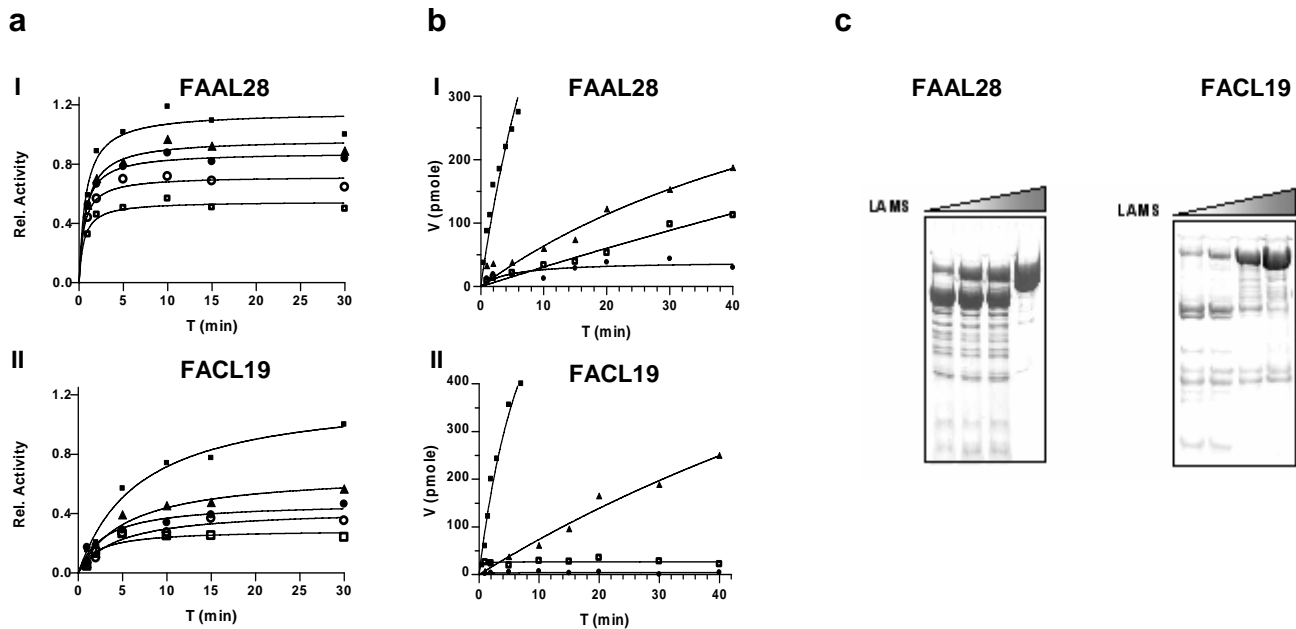 a
I
FAAL28
Rel. Activity
1.2
0.8
0.4
0.0
0 5 10 15 20 25 30
T (min)
II
FACL19
Rel. Activity
1.2
0.8
0.4
0.0
0 5 10 15 20 25 30
T (min)
b
I
FAAL28
V (pmole)
300
200
100
0
0 10 20 30 40
T (min)
II
FACL19
V (pmole)
400
300
200
100
0
0 10 20 30 40
T (min)
c
FAAL28
LAMS
FACL19
LAMS